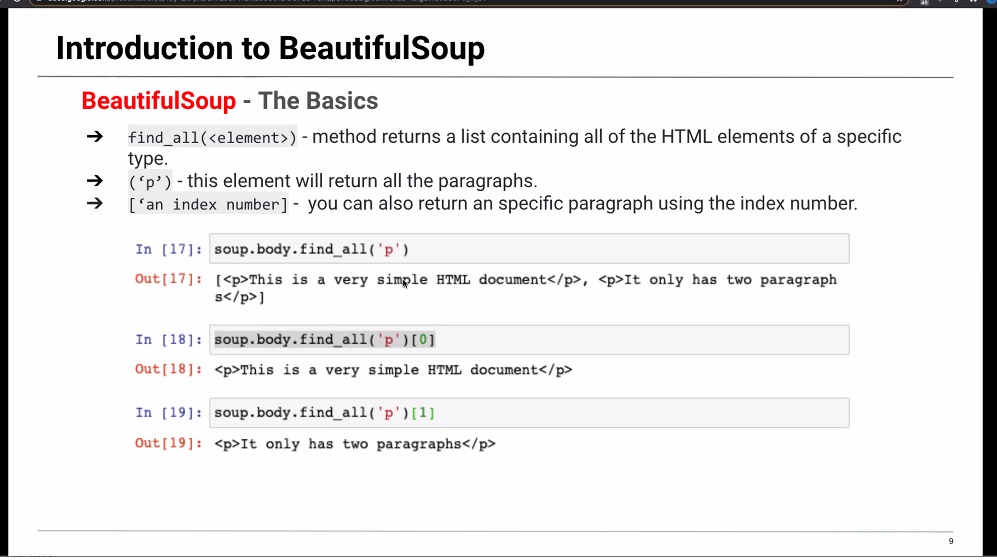 Introduction to BeautifulSoup
BeautifulSoup - The Basics
➔ find_all(<element>) - method returns a list containing all of the HTML elements of a specific
type.
➔ (‘p’) - this element will return all the paragraphs.
➔ [‘an index number] - you can also return an specific paragraph using the index number.
In [17]: soup.body.find_all('p')
Out[17]: [<p>This is a very simple HTML document</p>, <p>It only has two paragraph
s</p>]
In [18]: soup.body.find_all('p')[0]
Out[18]: <p>This is a very simple HTML document</p>
In [19]: soup.body.find_all('p')[1]
Out[19]: <p>It only has two paragraphs</p>
9